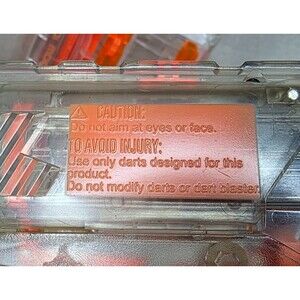 ⚠ CAUTION:
Do not aim at eyes or face.
TO AVOID INJURY:
Use only darts designed for this
product.
Do not modify darts or dart blaster.